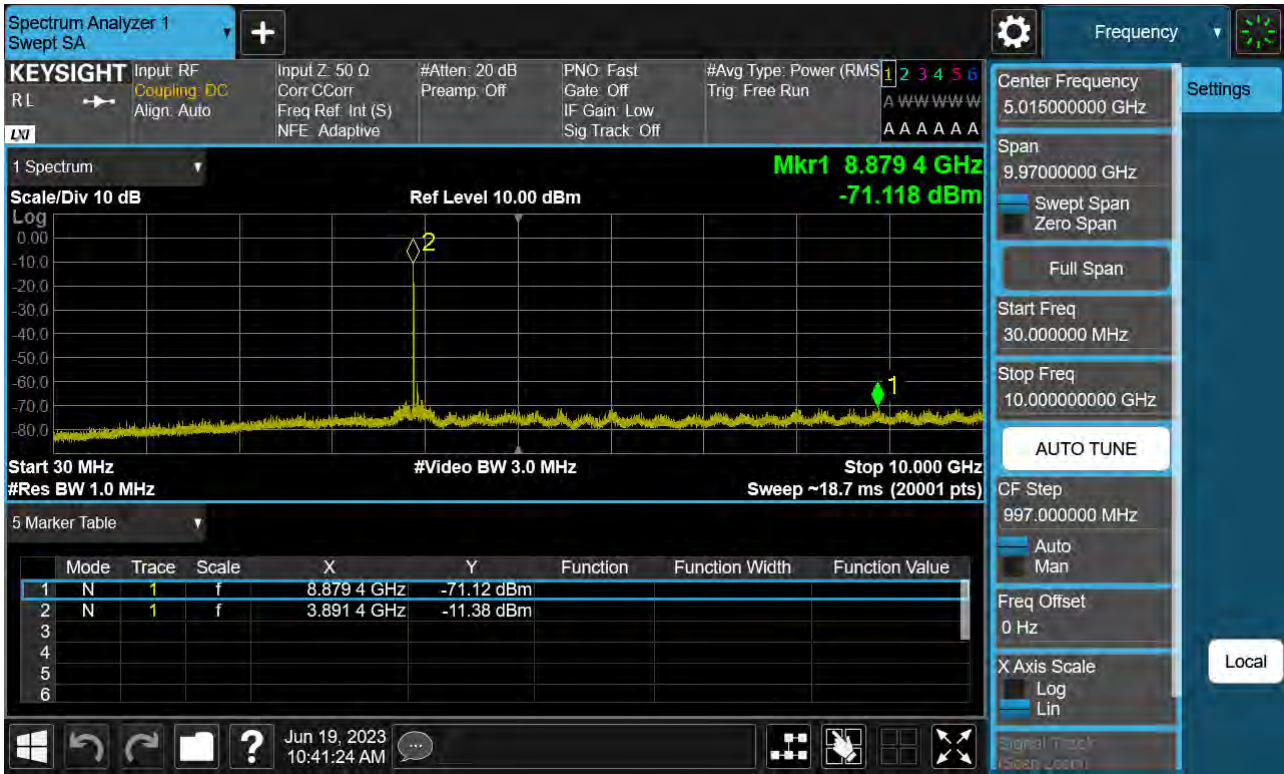 Spectrum Analyzer 1
Swept SA
Frequency
KEYSIGHT
RL
LXI
Input: RF
Coupling: DC
Align: Auto
Input Z: 50 Ω
Corr CCorr
Freq Ref: Int (S)
NFE: Adaptive
#Atten: 20 dB
Preamp: Off
PNO: Fast
Gate: Off
IF Gain: Low
Sig Track: Off
#Avg Type: Power (RMS
Trig: Free Run
1 2 3 4 5 6
A W W W W W
A A A A A A
1 Spectrum
Mkr1 8.879 4 GHz
Scale/Div 10 dB
Ref Level 10.00 dBm
-71.118 dBm
Log
0.00
-10.0
-20.0
-30.0
-40.0
-50.0
-60.0
-70.0
-80.0
2
1
Start 30 MHz
#Video BW 3.0 MHz
Stop 10.000 GHz
#Res BW 1.0 MHz
Sweep ~18.7 ms (20001 pts)
5 Marker Table
Mode Trace Scale X Y Function Function Width Function Value
1 N 1 f 8.879 4 GHz -71.12 dBm
2 N 1 f 3.891 4 GHz -11.38 dBm
3
4
5
6
Jun 19, 2023
10:41:24 AM
Center Frequency
5.015000000 GHz
Settings
Span
9.97000000 GHz
Swept Span
Zero Span
Full Span
Start Freq
30.000000 MHz
Stop Freq
10.000000000 GHz
AUTO TUNE
CF Step
997.000000 MHz
Auto
Man
Freq Offset
0 Hz
X Axis Scale
Log
Lin
Signal Track
(Span Zoom)
Local